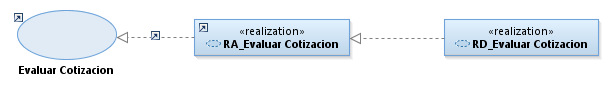 «realization»
RA_Evaluar Cotizacion
«realization»
RD_Evaluar Cotizacion
Evaluar Cotizacion